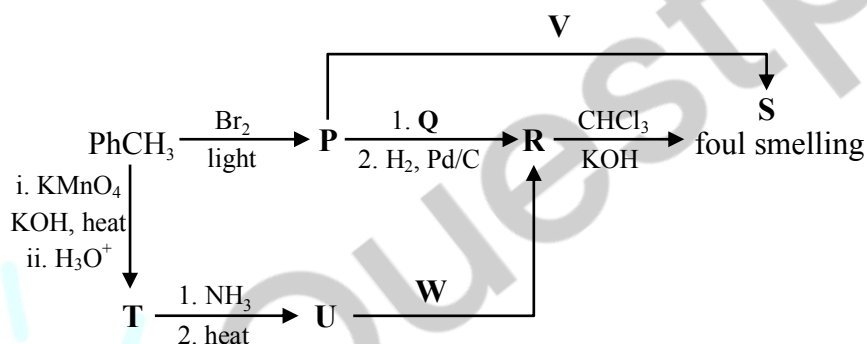 V
Br₂
1. Q
CHCl₃
S
PhCH₃
P
R
foul smelling
light
2. H₂, Pd/C
KOH
i. KMnO₄
KOH, heat
ii. H₃O⁺
1. NH₃
W
T
U
2. heat